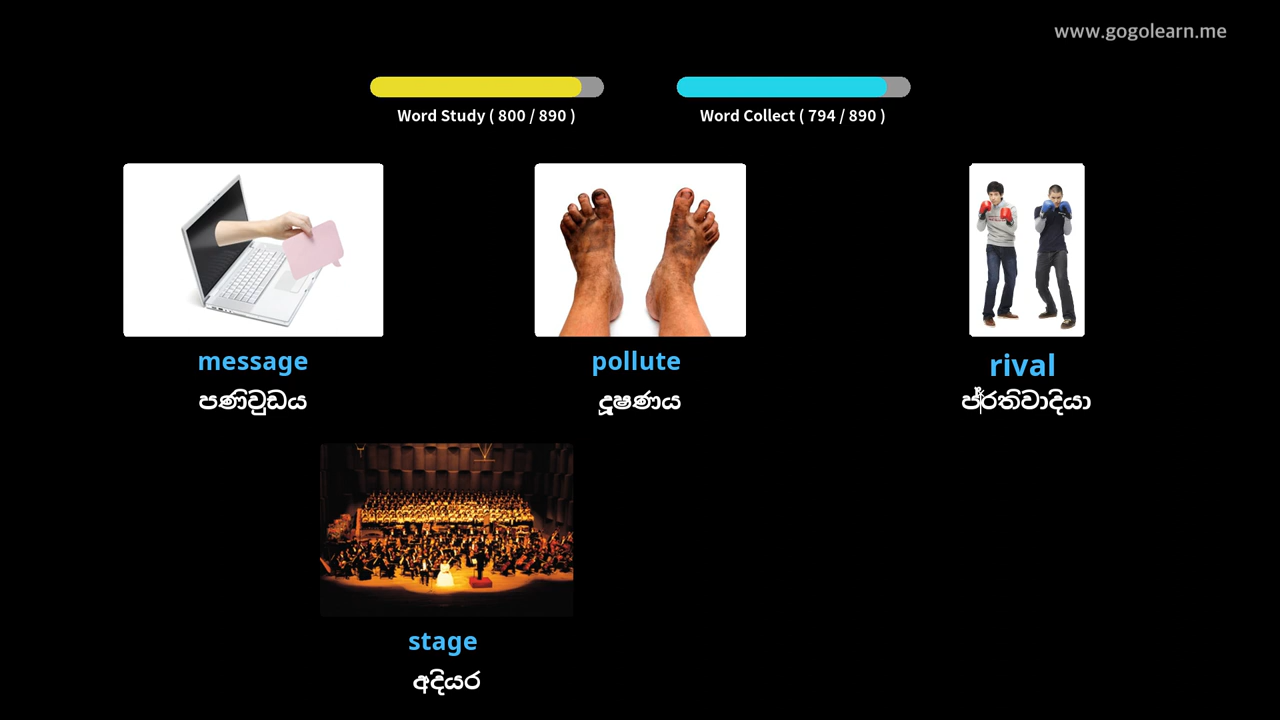 www.gogolearn.me
Word Study ( 800 / 890 )
Word Collect ( 794 / 890 )
message
පණිවුඩය
pollute
දූෂණය
rival
ප්රතිවාදියා
stage
අදියර